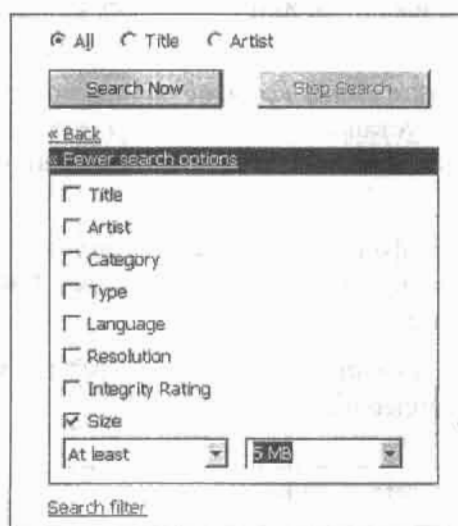 All Title Artist
Search Now Stop Search
« Back
« Fewer search options
Title
Artist
Category
Type
Language
Resolution
Integrity Rating
Size
At least 5 MB
Search filter